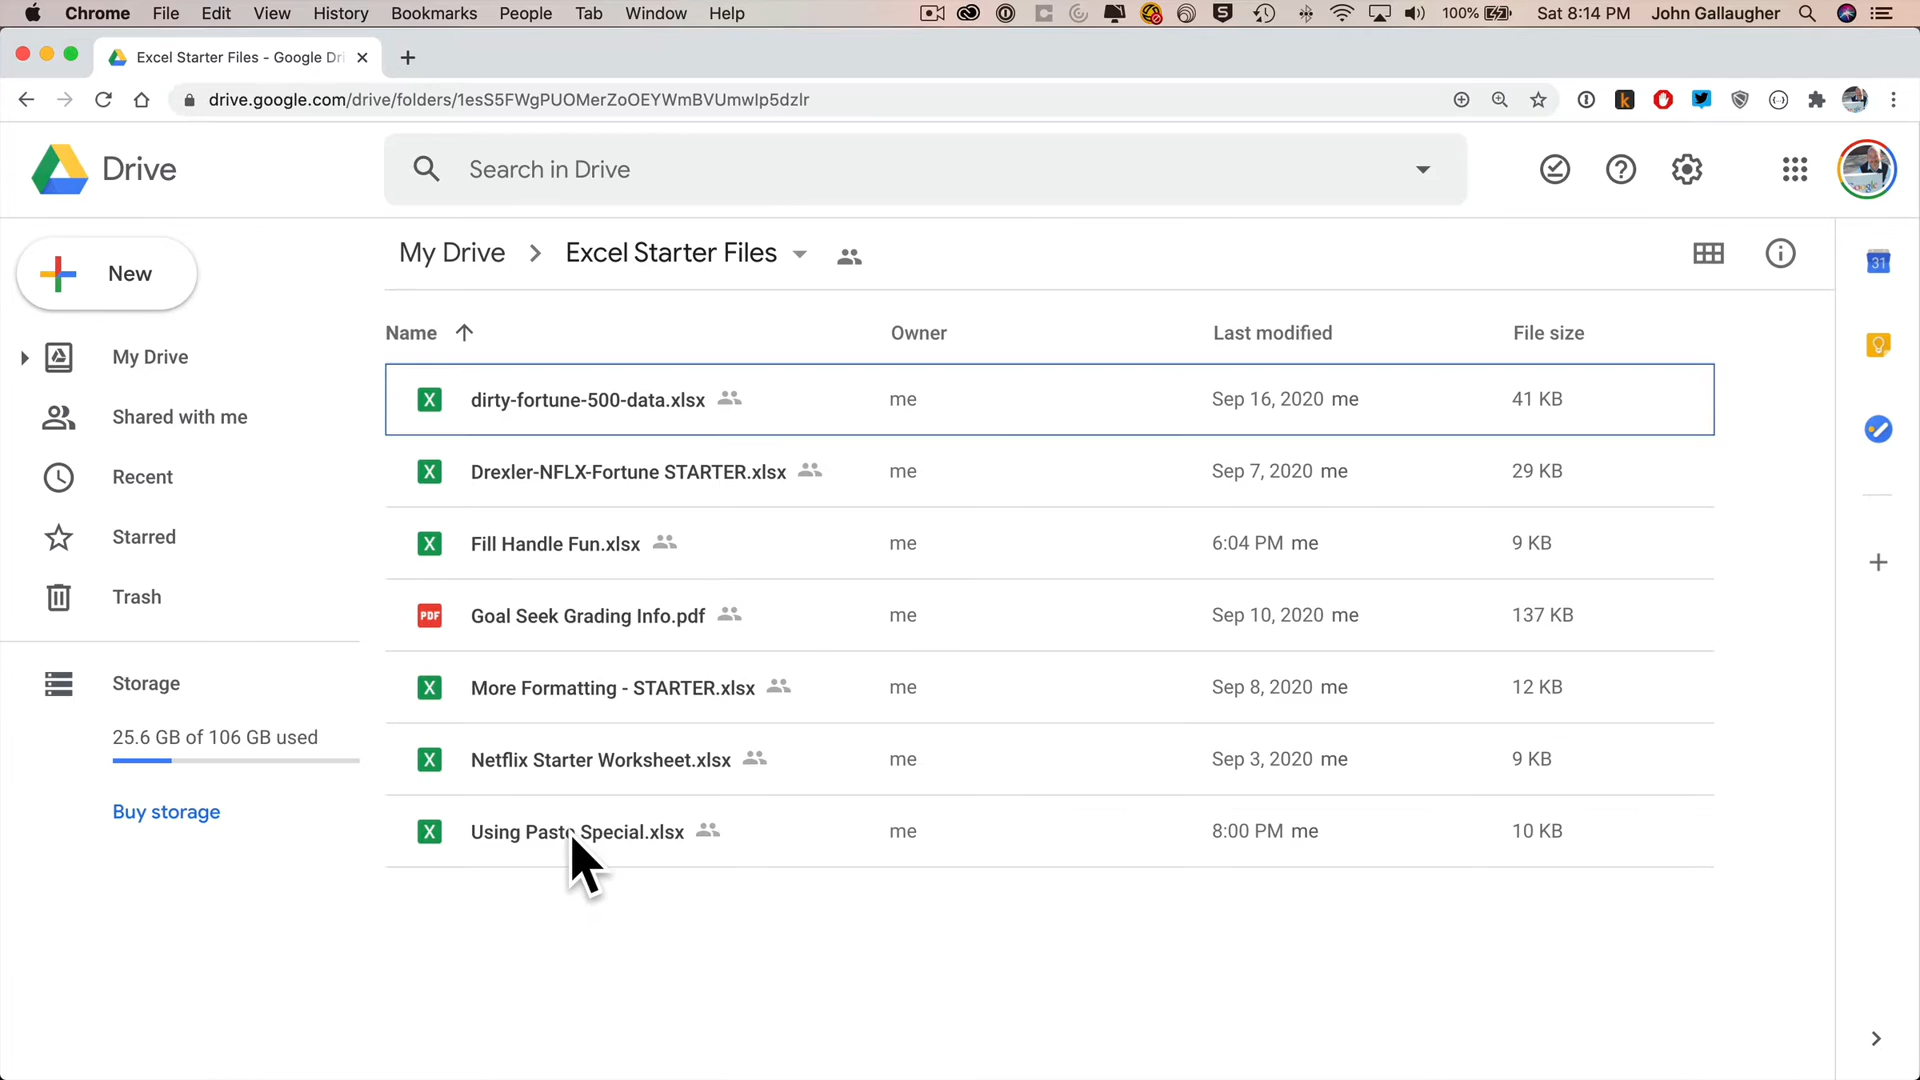 Chrome File Edit View History Bookmarks People Tab Window Help 100% Sat 8:14 PM John Gallaugher
Excel Starter Files - Google Dri
drive.google.com/drive/folders/1esS5FWgPUOMerZoOEYWmBVUmwIp5dzIr
Drive Search in Drive
New
My Drive
Shared with me
Recent
Starred
Trash
Storage
25.6 GB of 106 GB used
Buy storage
My Drive > Excel Starter Files
Name Owner Last modified File size
X dirty-fortune-500-data.xlsx me Sep 16, 2020 me 41 KB
X Drexler-NFLX-Fortune STARTER.xlsx me Sep 7, 2020 me 29 KB
X Fill Handle Fun.xlsx me 6:04 PM me 9 KB
PDF Goal Seek Grading Info.pdf me Sep 10, 2020 me 137 KB
X More Formatting - STARTER.xlsx me Sep 8, 2020 me 12 KB
X Netflix Starter Worksheet.xlsx me Sep 3, 2020 me 9 KB
X Using Paste Special.xlsx me 8:00 PM me 10 KB
31